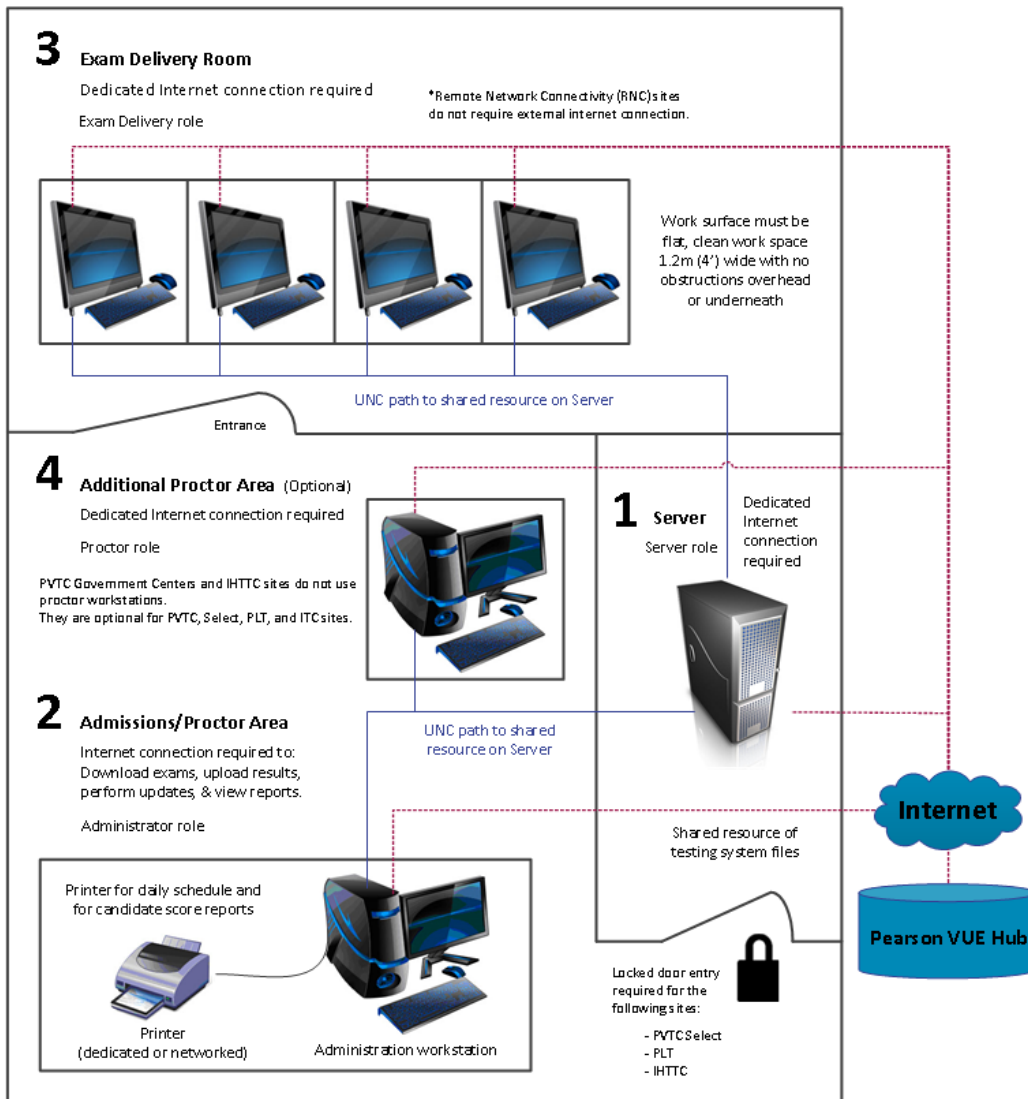 3 Exam Delivery Room
Dedicated Internet connection required
Exam Delivery role
*Remote Network Connectivity (RNC) sites
do not require external internet connection.
Work surface must be
flat, clean work space
1.2m (4') wide with no
obstructions overhead
or underneath
UNC path to shared resource on Server
Entrance
4 Additional Proctor Area (Optional)
Dedicated Internet connection required
Proctor role
PVTC Government Centers and IHTTC sites do not use
proctor workstations.
They are optional for PVTC, Select, PLT, and ITC sites.
1 Server
Server role
Dedicated
Internet
connection
required
2 Admissions/Proctor Area
Internet connection required to:
Download exams, upload results,
perform updates, & view reports.
Administrator role
UNC path to shared
resource on Server
Shared resource of
testing system files
Internet
Pearson VUE Hub
Printer for daily schedule and
for candidate score reports
Printer
(dedicated or networked)
Administration workstation
Locked door entry
required for the
following sites:
- PVTC Select
- PLT
- IHTTC